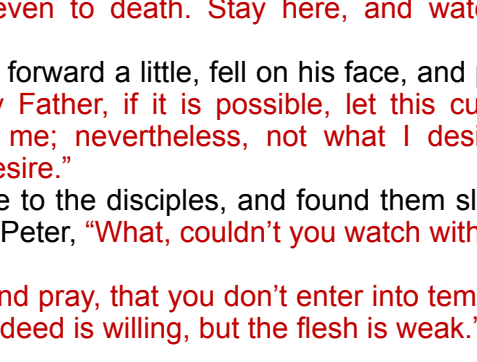 even to death. Stay here, and watc
forward a little, fell on his face, and p
Father, if it is possible, let this cu
me; nevertheless, not what I desi
esire.”
e to the disciples, and found them sl
Peter, “What, couldn’t you watch with
nd pray, that you don’t enter into tem
deed is willing, but the flesh is weak.”